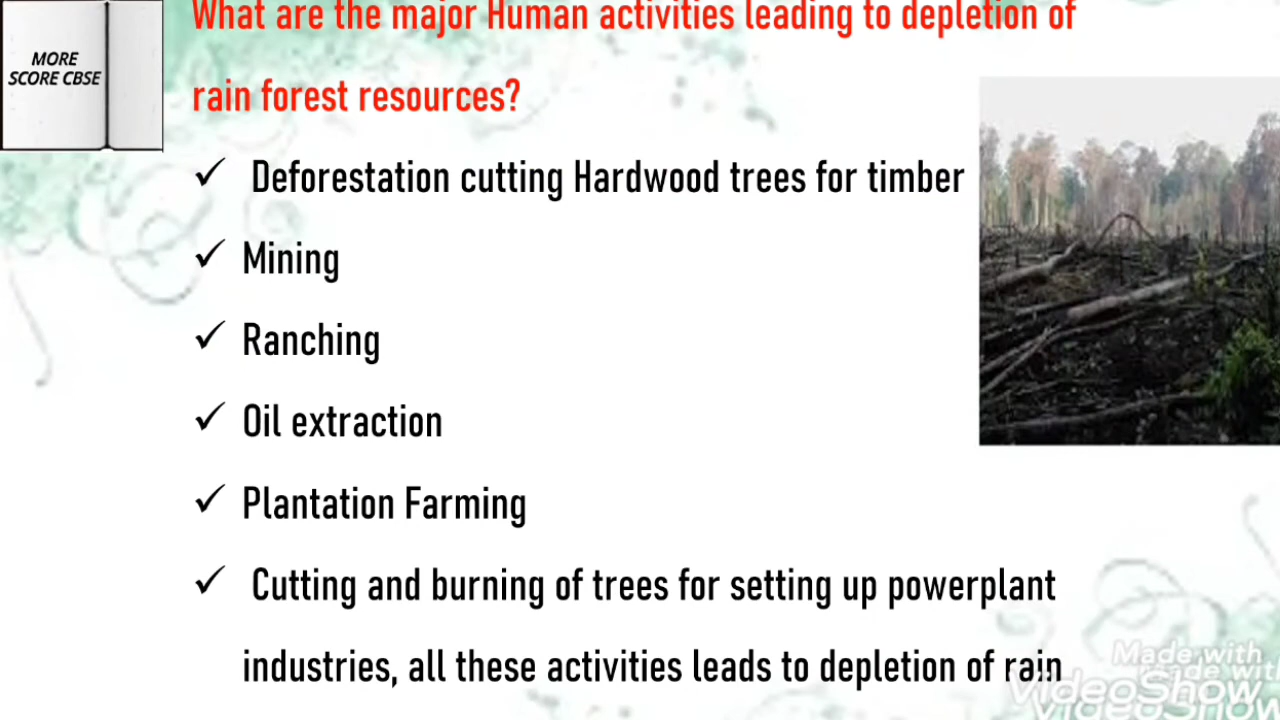 MORE
SCORE CBSE
What are the major Human activities leading to depletion of
rain forest resources?
✓ Deforestation cutting Hardwood trees for timber
✓ Mining
✓ Ranching
✓ Oil extraction
✓ Plantation Farming
✓ Cutting and burning of trees for setting up powerplant
industries, all these activities leads to depletion of rain
Made with
VideoShow